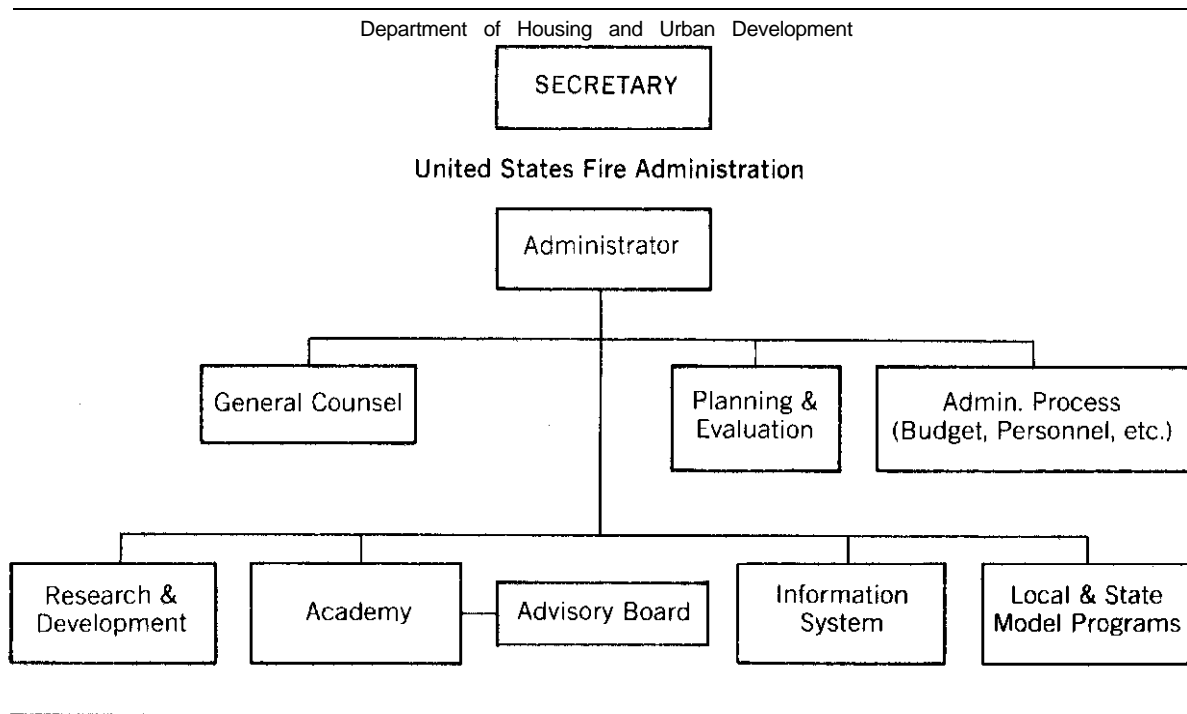 Department of Housing and Urban Development
SECRETARY
United States Fire Administration
Administrator
General Counsel
Planning &
Evaluation
Admin. Process
(Budget, Personnel, etc.)
Research &
Development
Academy
Advisory Board
Information
System
Local & State
Model Programs